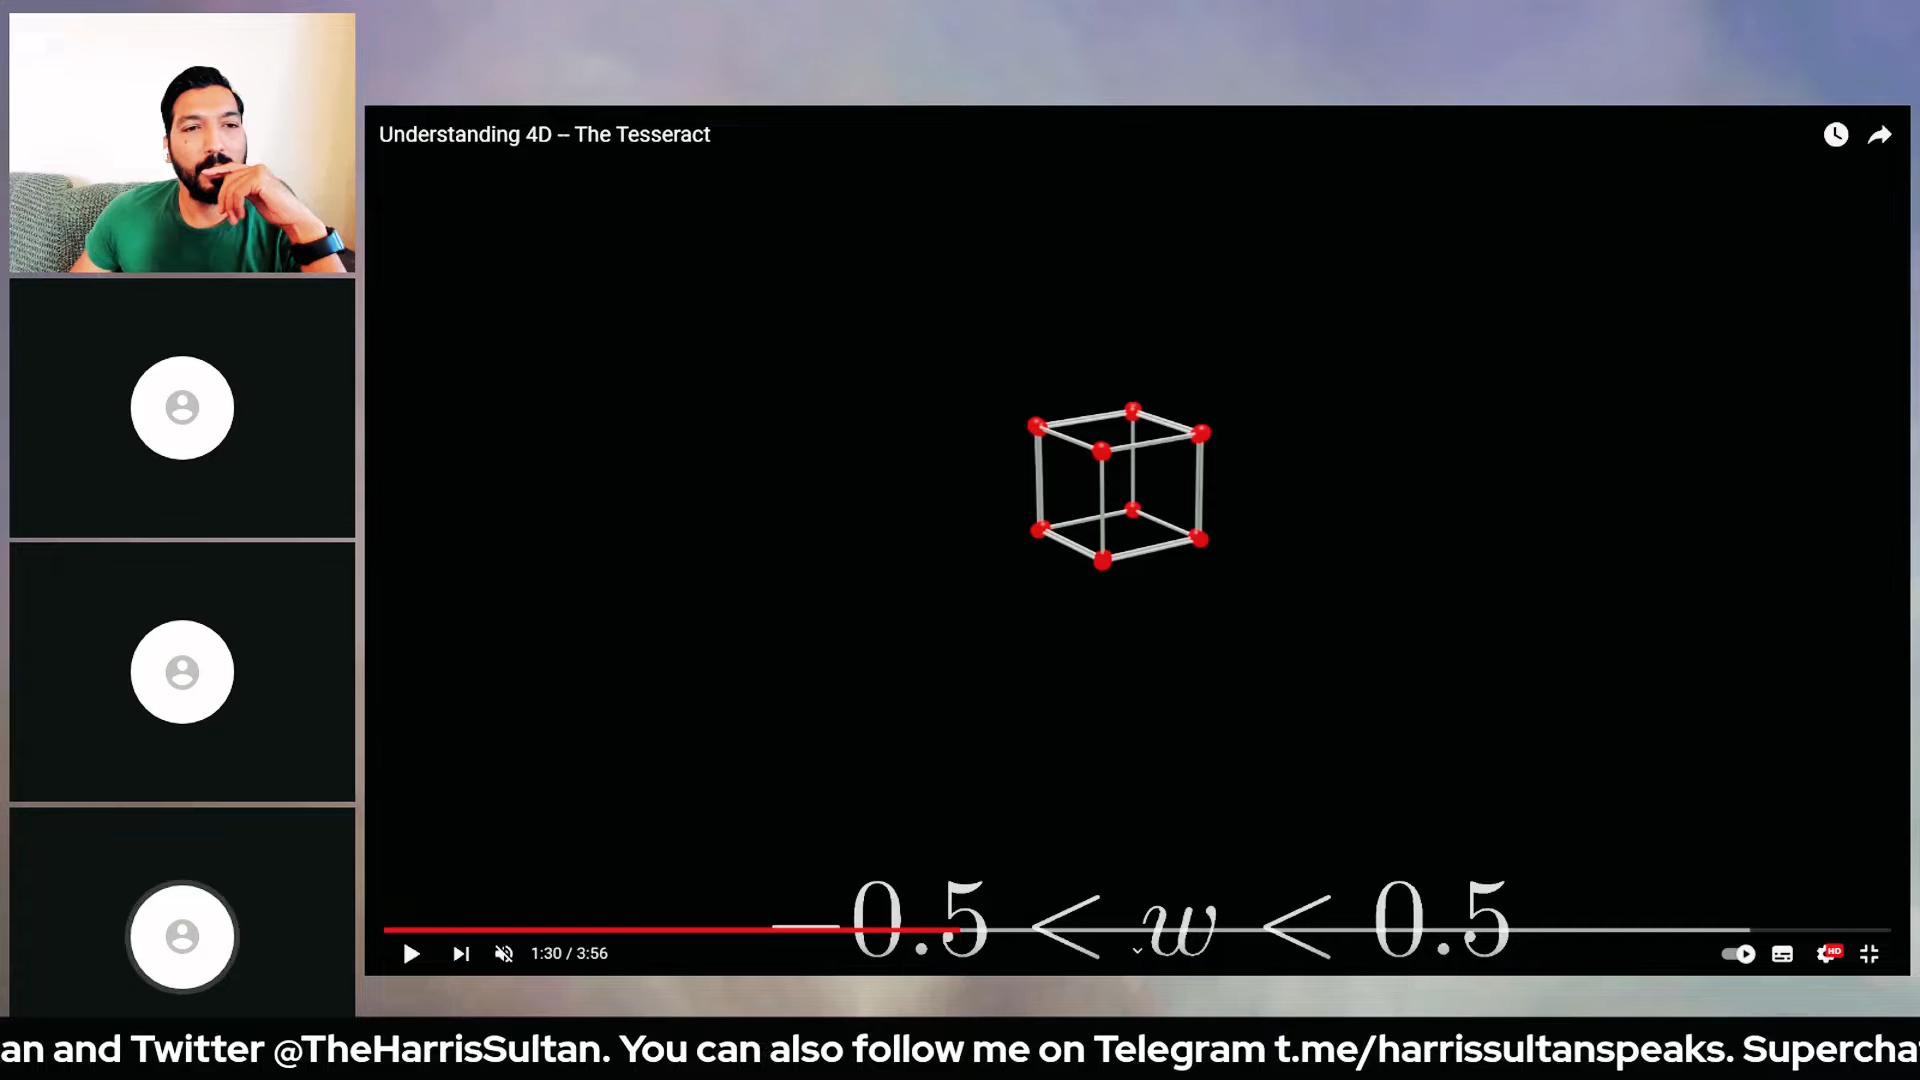 Understanding 4D – The Tesseract
0.5 < w < 0.5
1:30 / 3:56
HD
an and Twitter @TheHarrisSultan. You can also follow me on Telegram t.me/harrissultanspeaks. Supercha